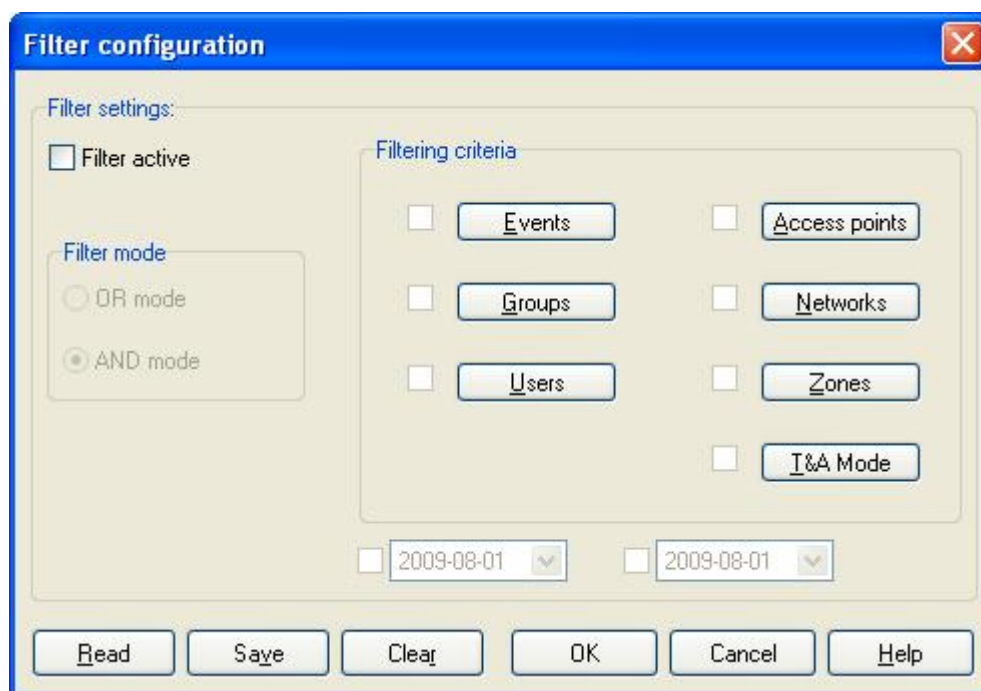 Filter configuration
Filter settings:
Filter active
Filter mode
OR mode
AND mode
Filtering criteria
Events
Access points
Groups
Networks
Users
Zones
T&A Mode
2009-08-01
2009-08-01
Read
Save
Clear
OK
Cancel
Help